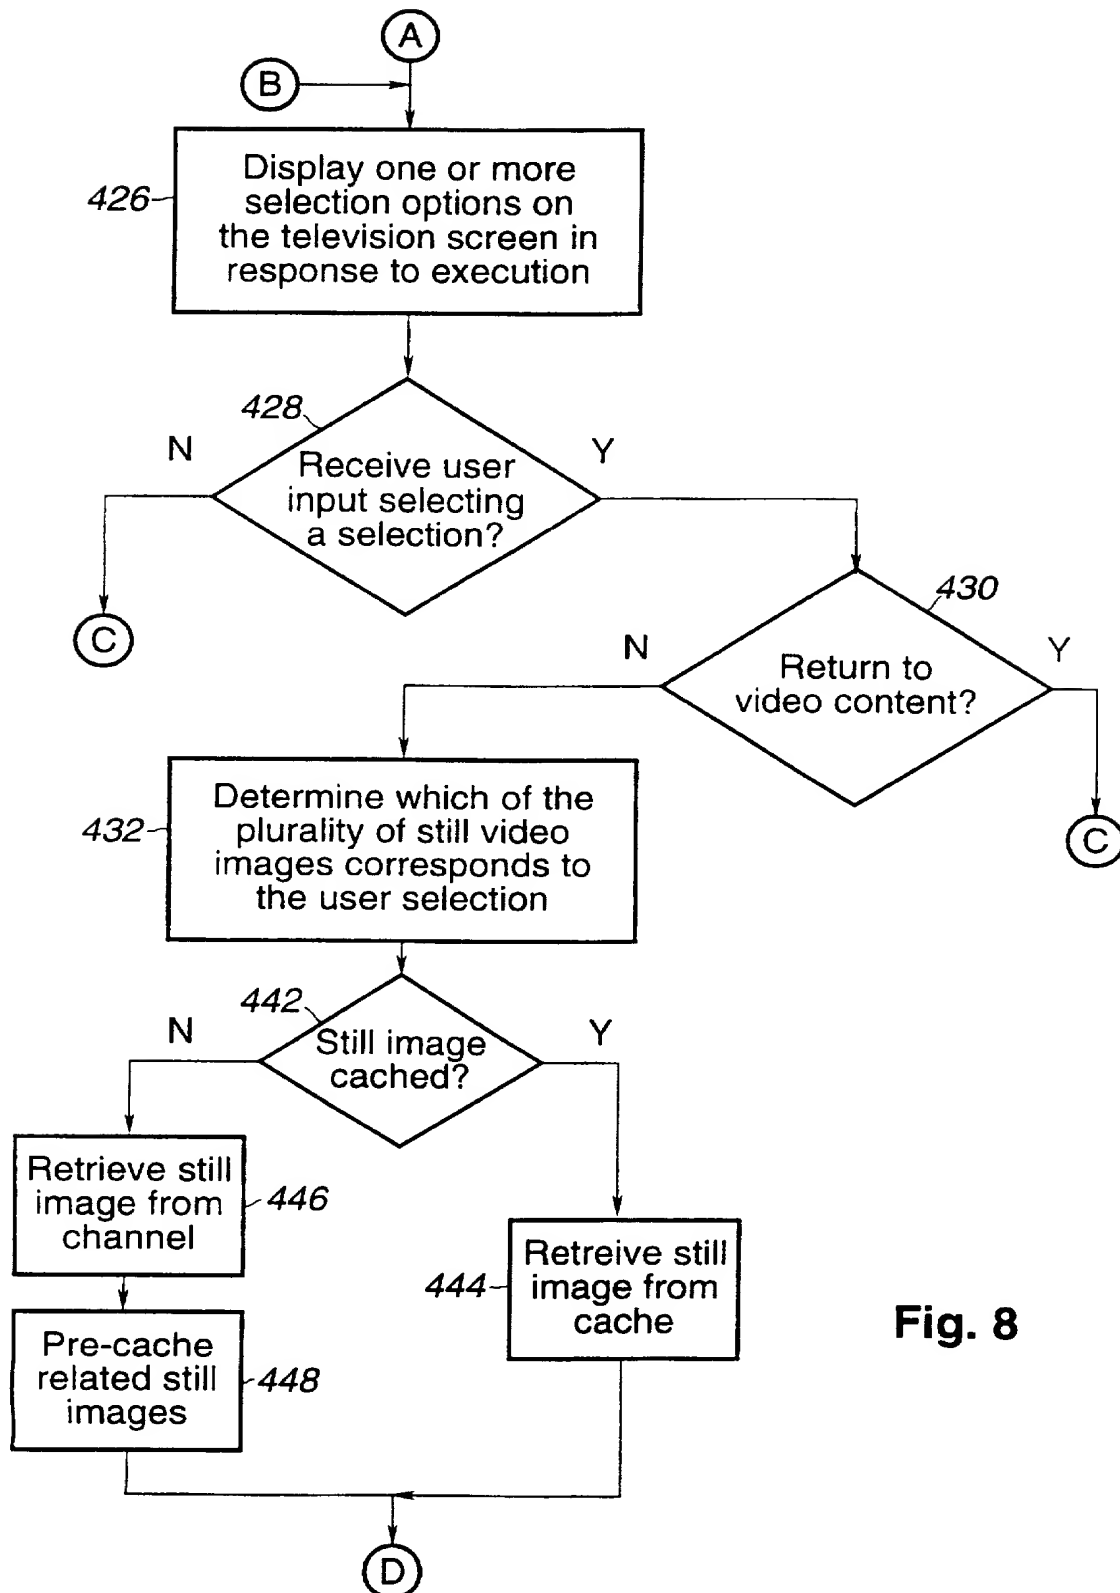 A
B
Display one or more
selection options on
the television screen in
response to execution
426
428
N
Y
Receive user
input selecting
a selection?
C
430
N
Y
Return to
video content?
C
Determine which of the
plurality of still video
images corresponds to
the user selection
432
442
N
Y
Still image
cached?
Retrieve still
image from
channel
446
Retreive still
image from
cache
444
Pre-cache
related still
images
448
D
Fig. 8